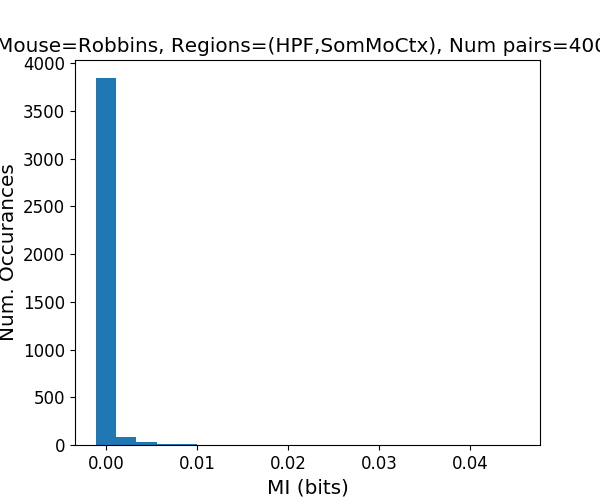 Mouse=Robbins, Regions=(HPF,SomMoCtx), Num pairs=400
4000
3500
3000
2500
2000
1500
1000
500
0
Num. Occurances
0.00 0.01 0.02 0.03 0.04
MI (bits)